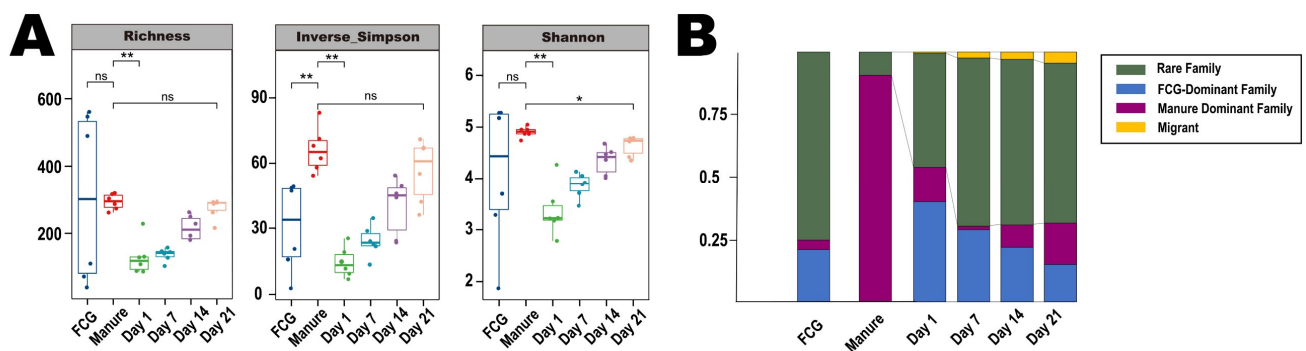 A
Richness
600
400
200
ns
**
ns
FCG
Manure
Day 1
Day 7
Day 14
Day 21
Inverse_Simpson
90
60
30
0
**
**
ns
FCG
Manure
Day 1
Day 7
Day 14
Day 21
Shannon
6
5
4
3
2
ns
**
*
FCG
Manure
Day 1
Day 7
Day 14
Day 21
B
0.75
0.5
0.25
FCG
Manure
Day 1
Day 7
Day 14
Day 21
Rare Family
FCG-Dominant Family
Manure Dominant Family
Migrant